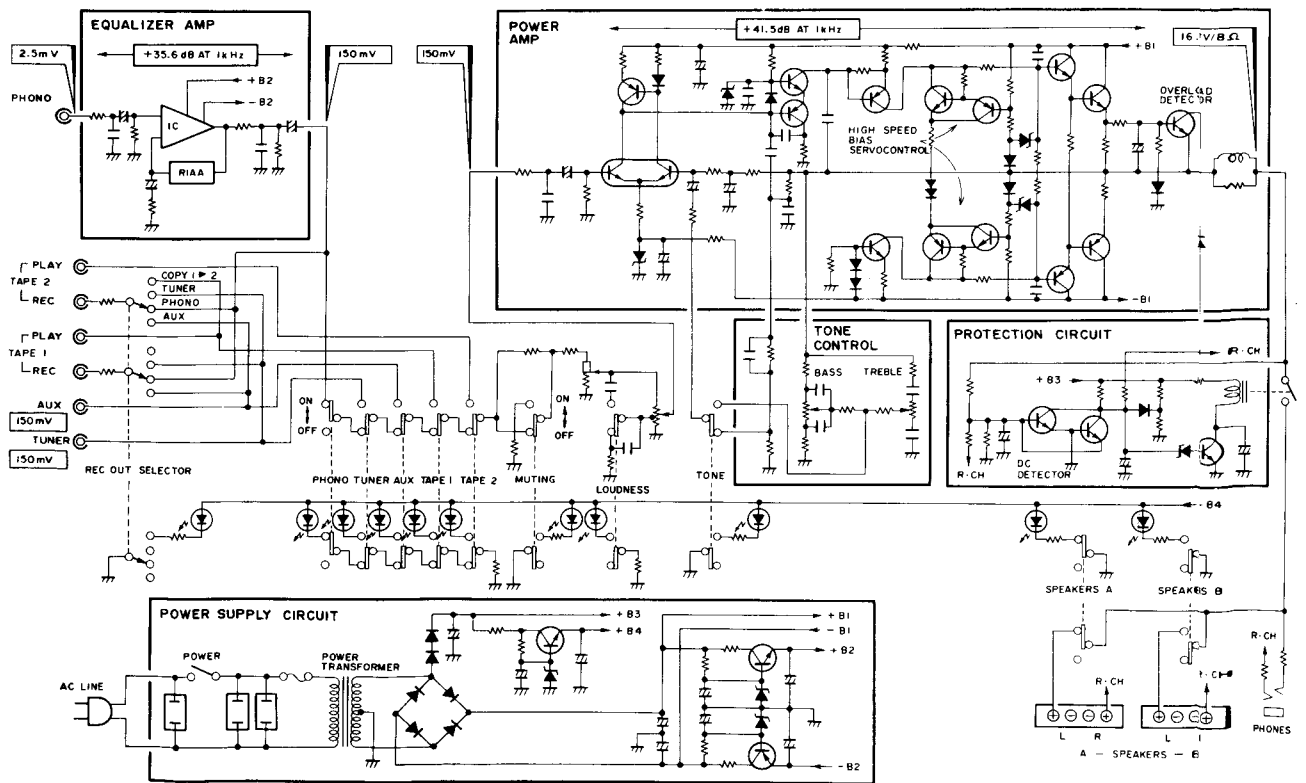 EQUALIZER AMP
+35.6dB AT 1kHz
2.5mV
150mV
150mV
+B2
-B2
PHONO
IC
RIAA
POWER AMP
+41.5dB AT 1kHz
+B1
OVERLOAD DETECTOR
HIGH SPEED
BIAS
SERVOCONTROL
-B1
PLAY
TAPE 2
REC
COPY 1 ▶ 2
TUNER
PHONO
AUX
PLAY
TAPE 1
REC
AUX
150mV
TUNER
150mV
REC OUT SELECTOR
ON
OFF
ON
OFF
PHONO TUNER AUX TAPE 1 TAPE 2
MUTING
LOUDNESS
TONE
TONE CONTROL
BASS
TREBLE
PROTECTION CIRCUIT
R·CH
+B3
R·CH
DC DETECTOR
B4
SPEAKERS A
SPEAKERS B
POWER SUPPLY CIRCUIT
AC LINE
POWER
POWER TRANSFORMER
+B3
+B4
+B1
-B1
+B2
-B2
R·CH
R·CH
L
R
L
A - SPEAKERS - B
PHONES